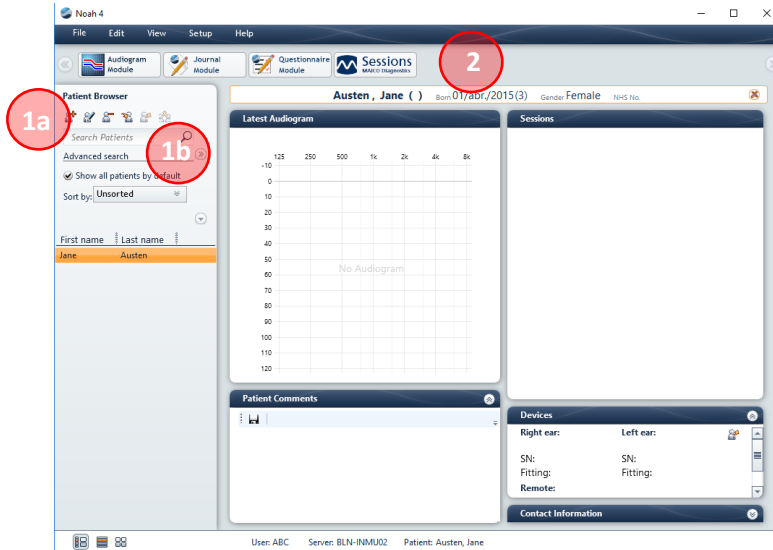 Noah 4
File Edit View Setup Help
Audiogram Module
Journal Module
Questionnaire Module
Sessions MAICO Diagnostics
2
Patient Browser
1a
Search Patients
1b
Advanced search
Show all patients by default
Sort by: Unsorted
First name Last name
Jane Austen
Austen , Jane ( ) Born 01/abr./2015(3) Gender Female NHS No.
Latest Audiogram
125 250 500 1k 2k 4k 8k
-10
0
10
20
30
40
50
60
70
80
90
100
110
120
No Audiogram
Patient Comments
Sessions
Devices
Right ear: Left ear:
SN: SN:
Fitting: Fitting:
Remote:
Contact Information
User: ABC Server: BLN-INMU02 Patient: Austen, Jane